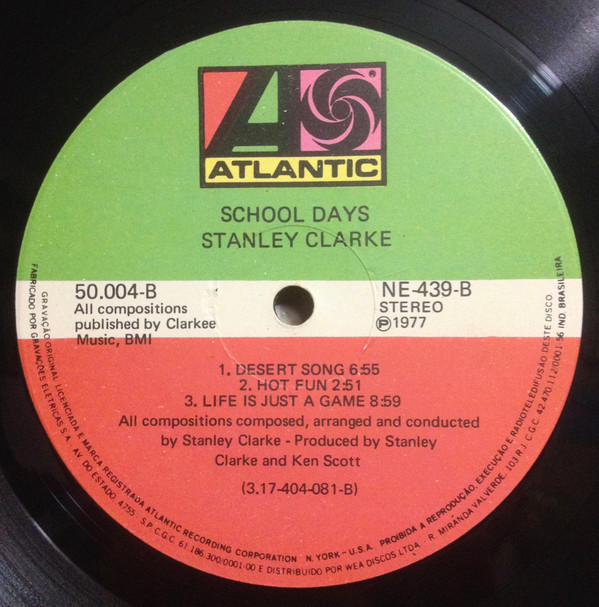 ATLANTIC
®
SCHOOL DAYS
STANLEY CLARKE
50.004-B
All compositions
published by Clarkee
Music, BMI
NE-439-B
STEREO
℗1977
1. DESERT SONG 6:55
2. HOT FUN 2:51
3. LIFE IS JUST A GAME 8:59
All compositions composed, arranged and conducted
by Stanley Clarke - Produced by Stanley
Clarke and Ken Scott
(3.17-404-081-B)
GRAVAÇÃO ORIGINAL LICENCIADA E MARCA REGISTRADA ATLANTIC RECORDING CORPORATION N. YORK - U.S.A. PROIBIDA A REPRODUÇÃO, EXECUÇÃO E RADIOTELEDIFUSÃO DESTE DISCO
FABRICADO POR GRAVAÇÕES ELETRICAS S.A. AV. DO ESTADO, 4755 S.P. C.G.C. 61.186.300/0001-00 E DISTRIBUIDO POR WEA DISCOS LTDA - R. MIRANDA VALVERDE, 103 R.J. C.G.C. 42.470.112/0001-56 IND. BRASILEIRA